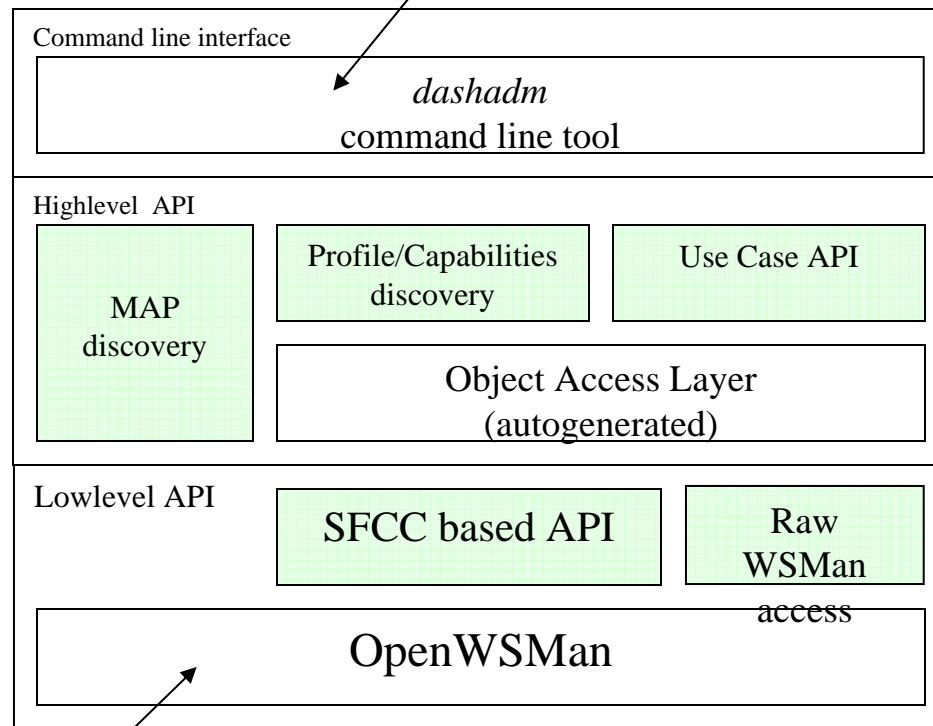 Command line interface
dashadm
command line tool
Highlevel API
MAP
discovery
Profile/Capabilities
discovery
Use Case API
Object Access Layer
(autogenerated)
Lowlevel API
SFCC based API
Raw
WSMan
access
OpenWSMan